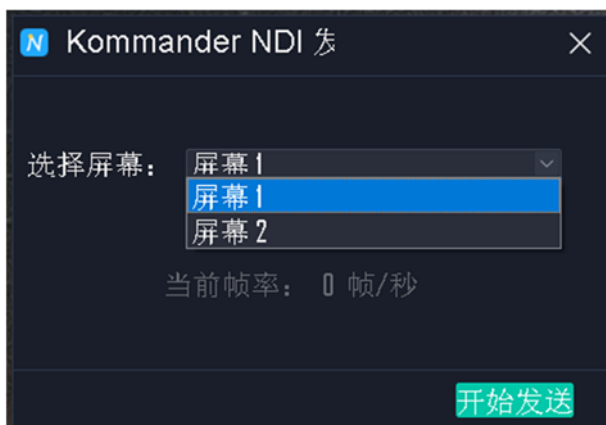 Kommander NDI 发
选择屏幕： 屏幕1
屏幕1
屏幕2
当前帧率： 0 帧/秒
开始发送